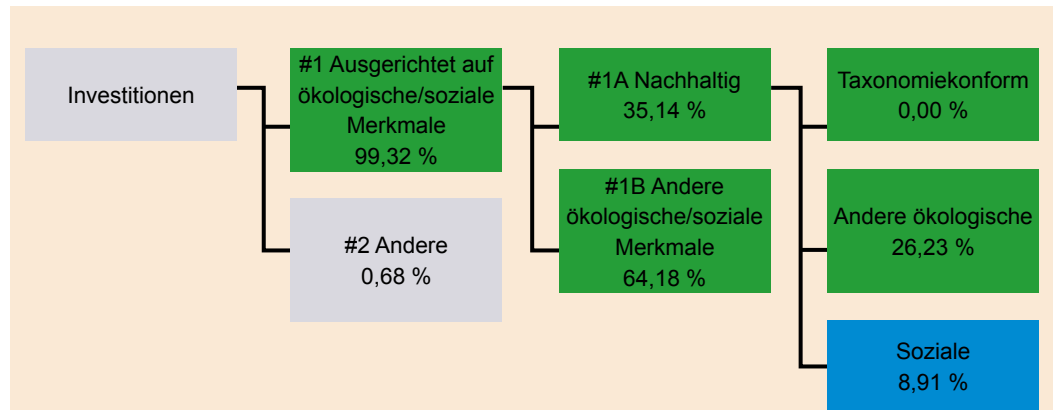 Investitionen
#1 Ausgerichtet auf
ökologische/soziale
Merkmale
99,32 %
#2 Andere
0,68 %
#1A Nachhaltig
35,14 %
#1B Andere
ökologische/soziale
Merkmale
64,18 %
Taxonomiekonform
0,00 %
Andere ökologische
26,23 %
Soziale
8,91 %